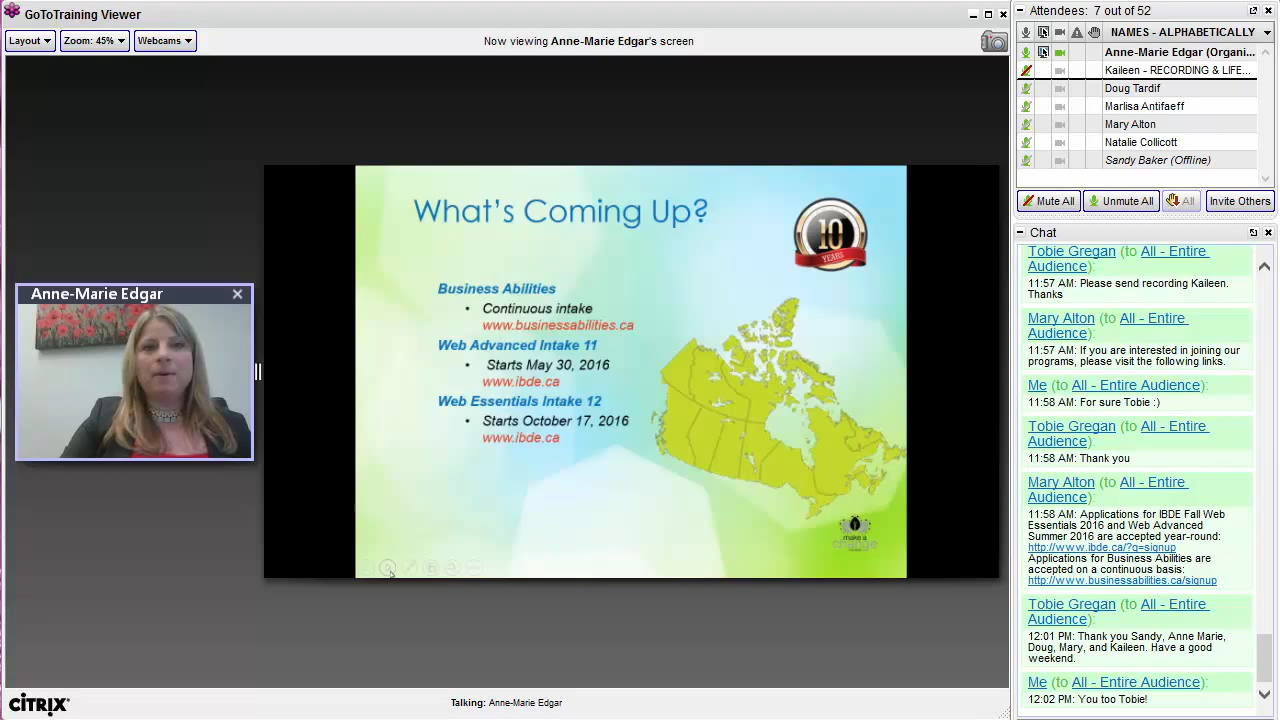 GoToTraining Viewer
Layout
Zoom: 45%
Webcams
Now viewing Anne-Marie Edgar's screen
Anne-Marie Edgar
What's Coming Up?
10
YEARS
Business Abilities
• Continuous intake
www.businessabilities.ca
Web Advanced Intake 11
• Starts May 30, 2016
www.ibde.ca
Web Essentials Intake 12
• Starts October 17, 2016
www.ibde.ca
make a
change
CITRIX
Talking: Anne-Marie Edgar
Attendees: 7 out of 52
NAMES - ALPHABETICALLY
Anne-Marie Edgar (Organi...
Kaileen - RECORDING & LIFE...
Doug Tardif
Marlisa Antifaeff
Mary Alton
Natalie Collicott
Sandy Baker (Offline)
Mute All
Unmute All
All
Invite Others
Chat
Tobie Gregan (to All - Entire
Audience):
11:57 AM: Please send recording Kaileen.
Thanks
Mary Alton (to All - Entire
Audience):
11:57 AM: If you are interested in joining our
programs, please visit the following links.
Me (to All - Entire Audience):
11:58 AM: For sure Tobie :)
Tobie Gregan (to All - Entire
Audience):
11:58 AM: Thank you
Mary Alton (to All - Entire
Audience):
11:58 AM: Applications for IBDE Fall Web
Essentials 2016 and Web Advanced
Summer 2016 are accepted year-round:
http://www.ibde.ca/?q=signup
Applications for Business Abilities are
accepted on a continuous basis:
http://www.businessabilities.ca/signup
Tobie Gregan (to All - Entire
Audience):
12:01 PM: Thank you Sandy, Anne Marie,
Doug, Mary, and Kaileen. Have a good
weekend.
Me (to All - Entire Audience):
12:02 PM: You too Tobie!